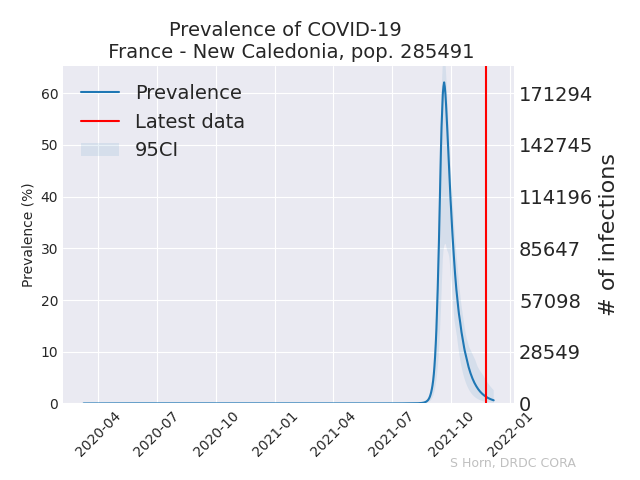 Prevalence of COVID-19
France - New Caledonia, pop. 285491
Prevalence
Latest data
95CI
Prevalence (%)
60
50
40
30
20
10
0
171294
142745
114196
85647
57098
28549
0
# of infections
2020-04
2020-07
2020-10
2021-01
2021-04
2021-07
2021-10
2022-01
S Horn, DRDC CORA